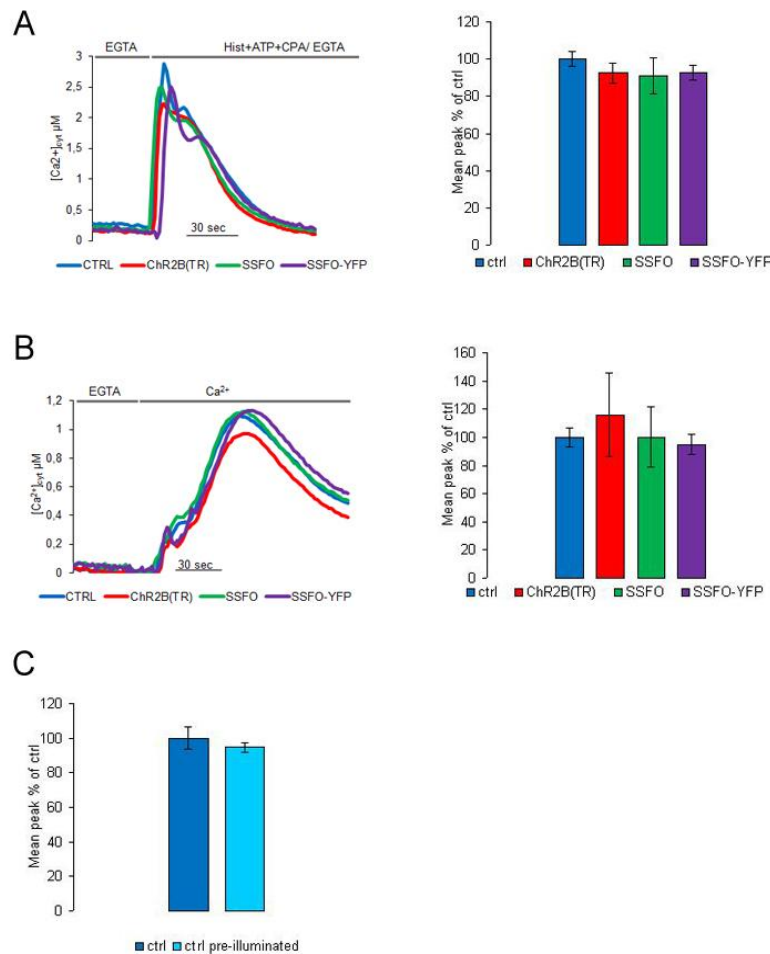 A
EGTA Hist+ATP+CPA/ EGTA
3
2,5
2
1,5
1
0,5
0
[Ca2+]cyt µM
30 sec
CTRL ChR2B(TR) SSFO SSFO-YFP
120
100
80
60
40
20
0
Mean peak % of ctrl
ctrl ChR2B(TR) SSFO SSFO-YFP
B
EGTA Ca²⁺
1,2
1
0,8
0,6
0,4
0,2
0
[Ca²⁺]cyt µM
30 sec
CTRL ChR2B(TR) SSFO SSFO-YFP
160
140
120
100
80
60
40
20
0
Mean peak % of ctrl
ctrl ChR2B(TR) SSFO SSFO-YFP
C
120
100
80
60
40
20
0
Mean peak % of ctrl
ctrl ctrl pre-illuminated